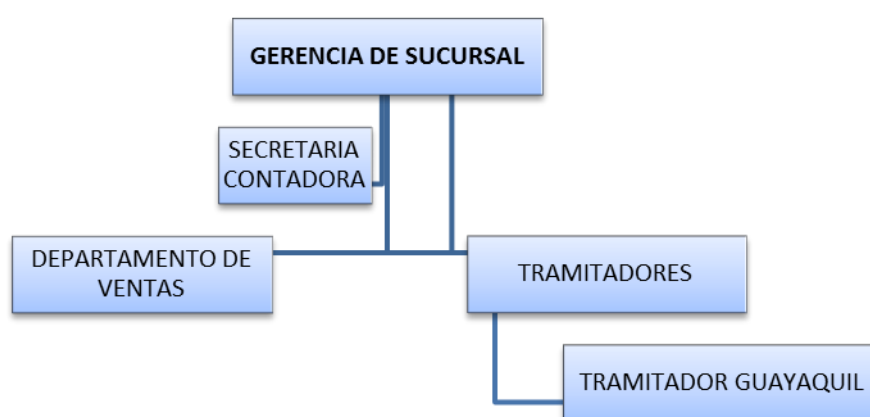 GERENCIA DE SUCURSAL
SECRETARIA
CONTADORA
DEPARTAMENTO DE
VENTAS
TRAMITADORES
TRAMITADOR GUAYAQUIL